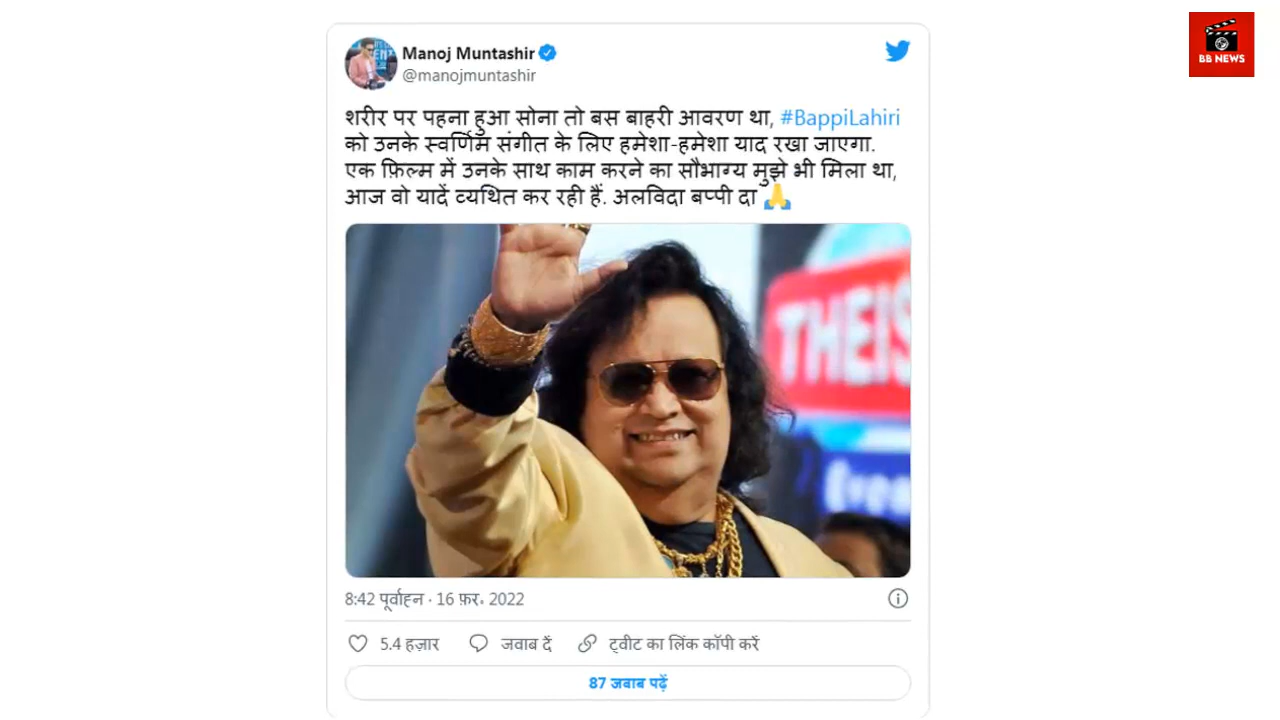 BB NEWS
Manoj Muntashir
@manojmuntashir
शरीर पर पहना हुआ सोना तो बस बाहरी आवरण था, #BappiLahiri
को उनके स्वर्णिम संगीत के लिए हमेशा-हमेशा याद रखा जाएगा.
एक फ़िल्म में उनके साथ काम करने का सौभाग्य मुझे भी मिला था,
आज वो यादें व्यथित कर रही हैं. अलविदा बप्पी दा 🙏
THEIS
8:42 पूर्वाह्न · 16 फ़र॰ 2022
5.4 हज़ार जवाब दें ट्वीट का लिंक कॉपी करें
87 जवाब पढ़ें